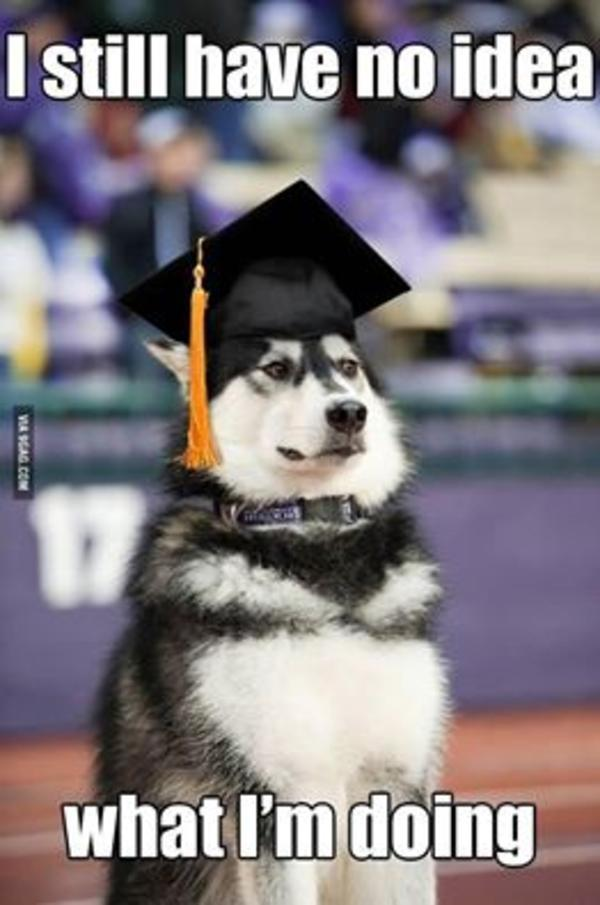 I still have no idea
VIA 9GAG.COM
17
what I'm doing